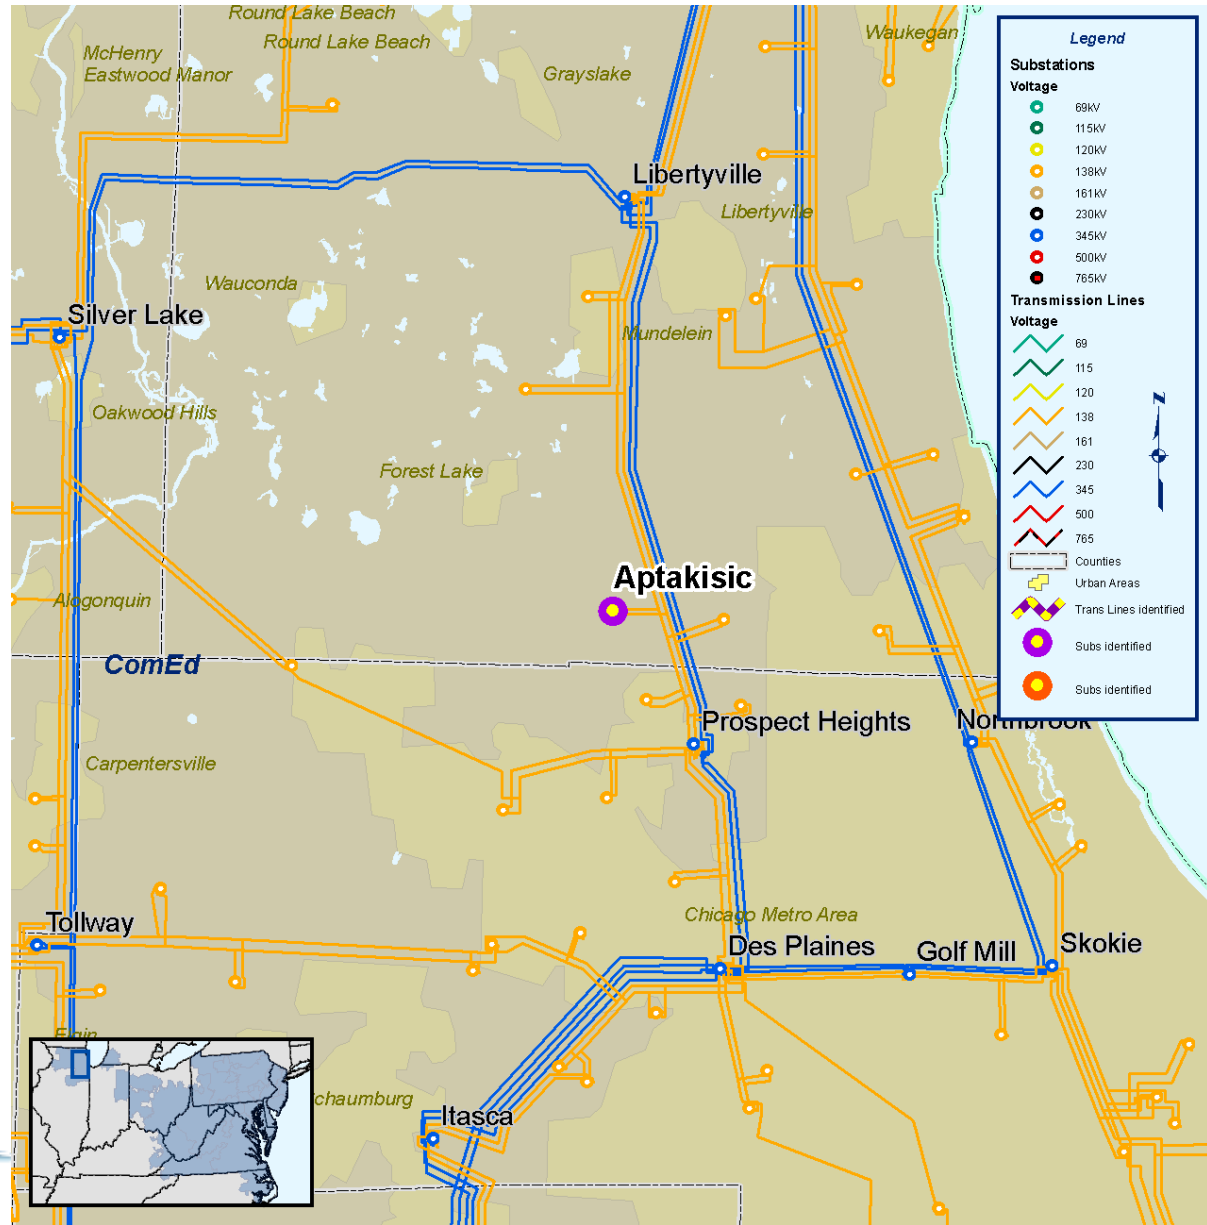 Round Lake Beach
Round Lake Beach
McHenry
Eastwood Manor
Grayslake
Waukegan
Libertyville
Libertyville
Wauconda
Silver Lake
Mundelein
Oakwood Hills
Forest Lake
Aptakisic
Alogonquin
ComEd
Prospect Heights
Northbrook
Carpentersville
Chicago Metro Area
Tollway
Des Plaines
Golf Mill
Skokie
Elgin
chaumburg
Itasca
Legend
Substations
Voltage
69kV
115kV
120kV
138kV
161kV
230kV
345kV
500kV
765kV
Transmission Lines
Voltage
69
115
120
138
161
230
345
500
765
Counties
Urban Areas
Trans Lines identified
Subs identified
Subs identified
N